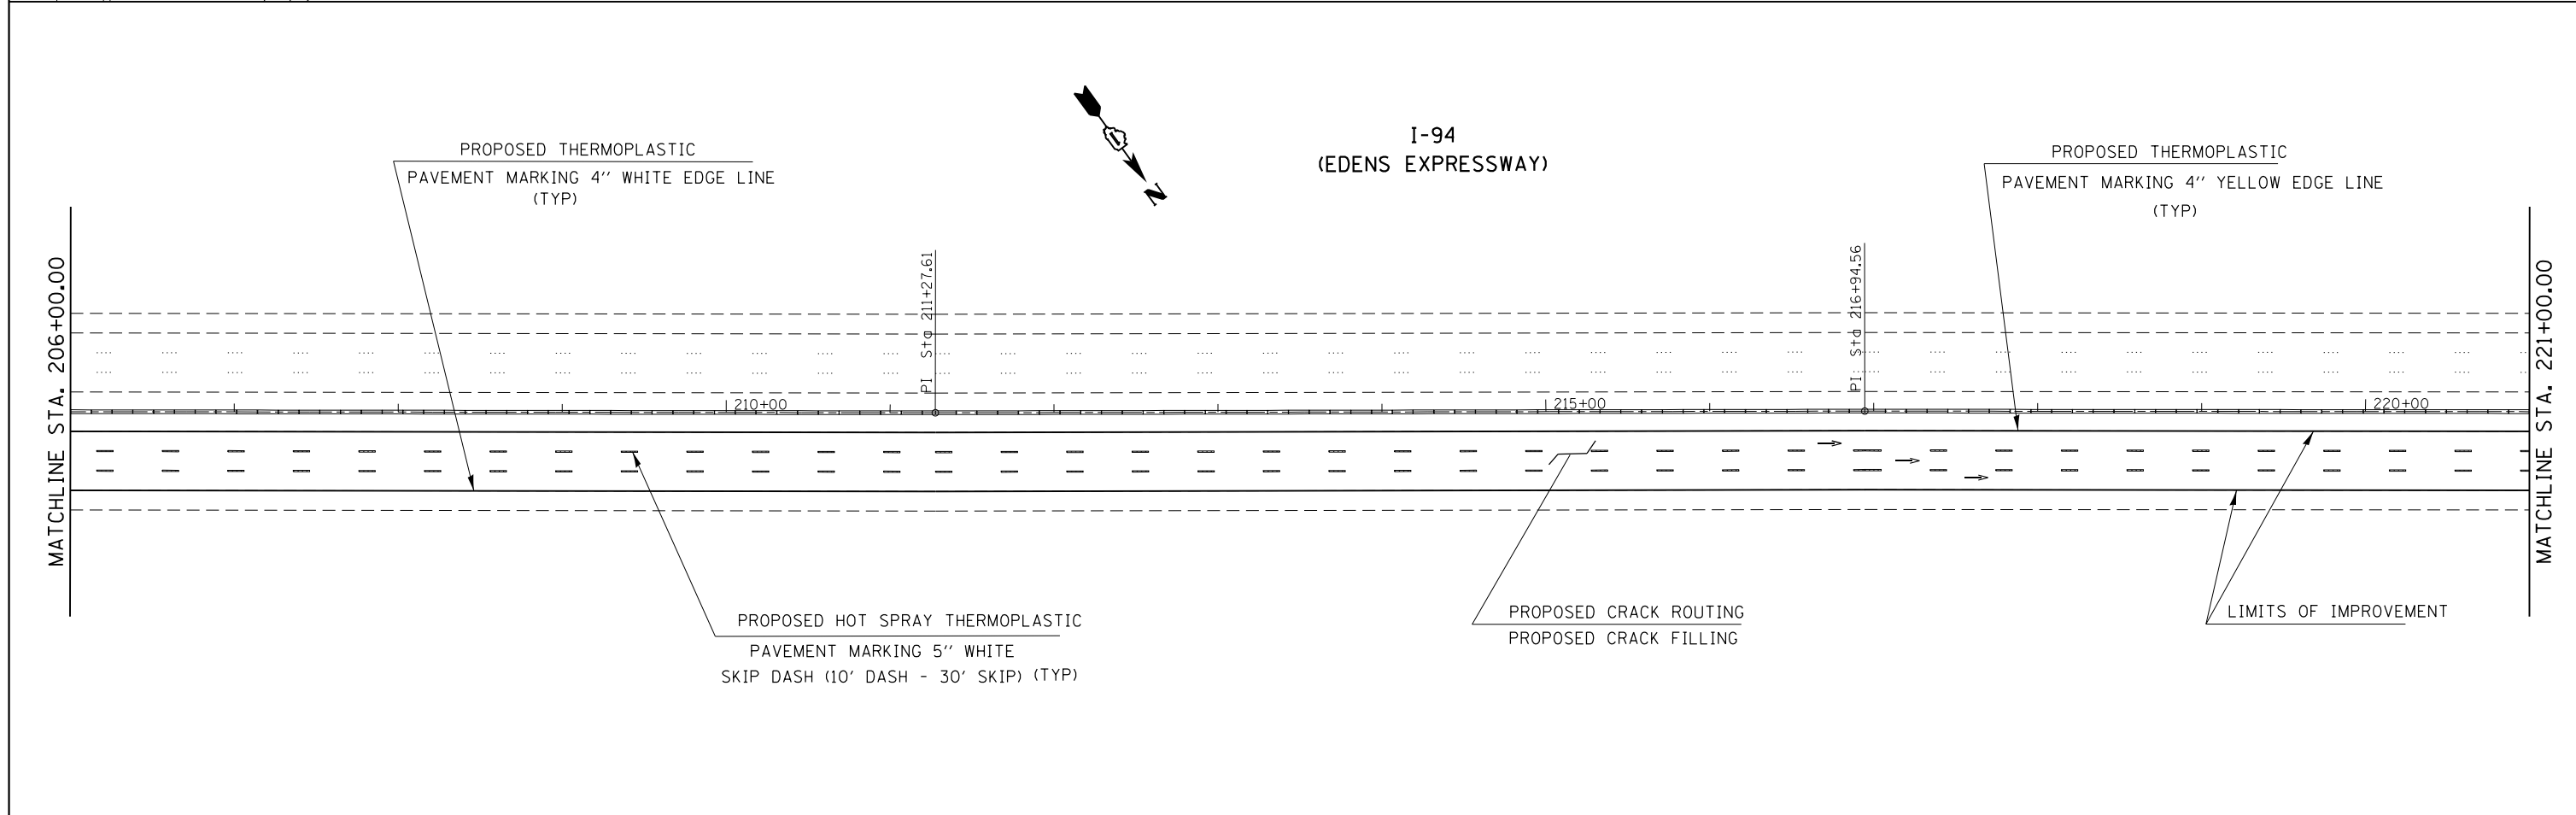 I-94
(EDENS EXPRESSWAY)
N
PROPOSED THERMOPLASTIC
PAVEMENT MARKING 4'' WHITE EDGE LINE
(TYP)
PROPOSED THERMOPLASTIC
PAVEMENT MARKING 4'' YELLOW EDGE LINE
(TYP)
MATCHLINE STA. 206+00.00
PI Sta 211+27.61
PI Sta 216+94.56
MATCHLINE STA. 221+00.00
210+00
215+00
220+00
PROPOSED HOT SPRAY THERMOPLASTIC
PAVEMENT MARKING 5'' WHITE
SKIP DASH (10' DASH - 30' SKIP) (TYP)
PROPOSED CRACK ROUTING
PROPOSED CRACK FILLING
LIMITS OF IMPROVEMENT